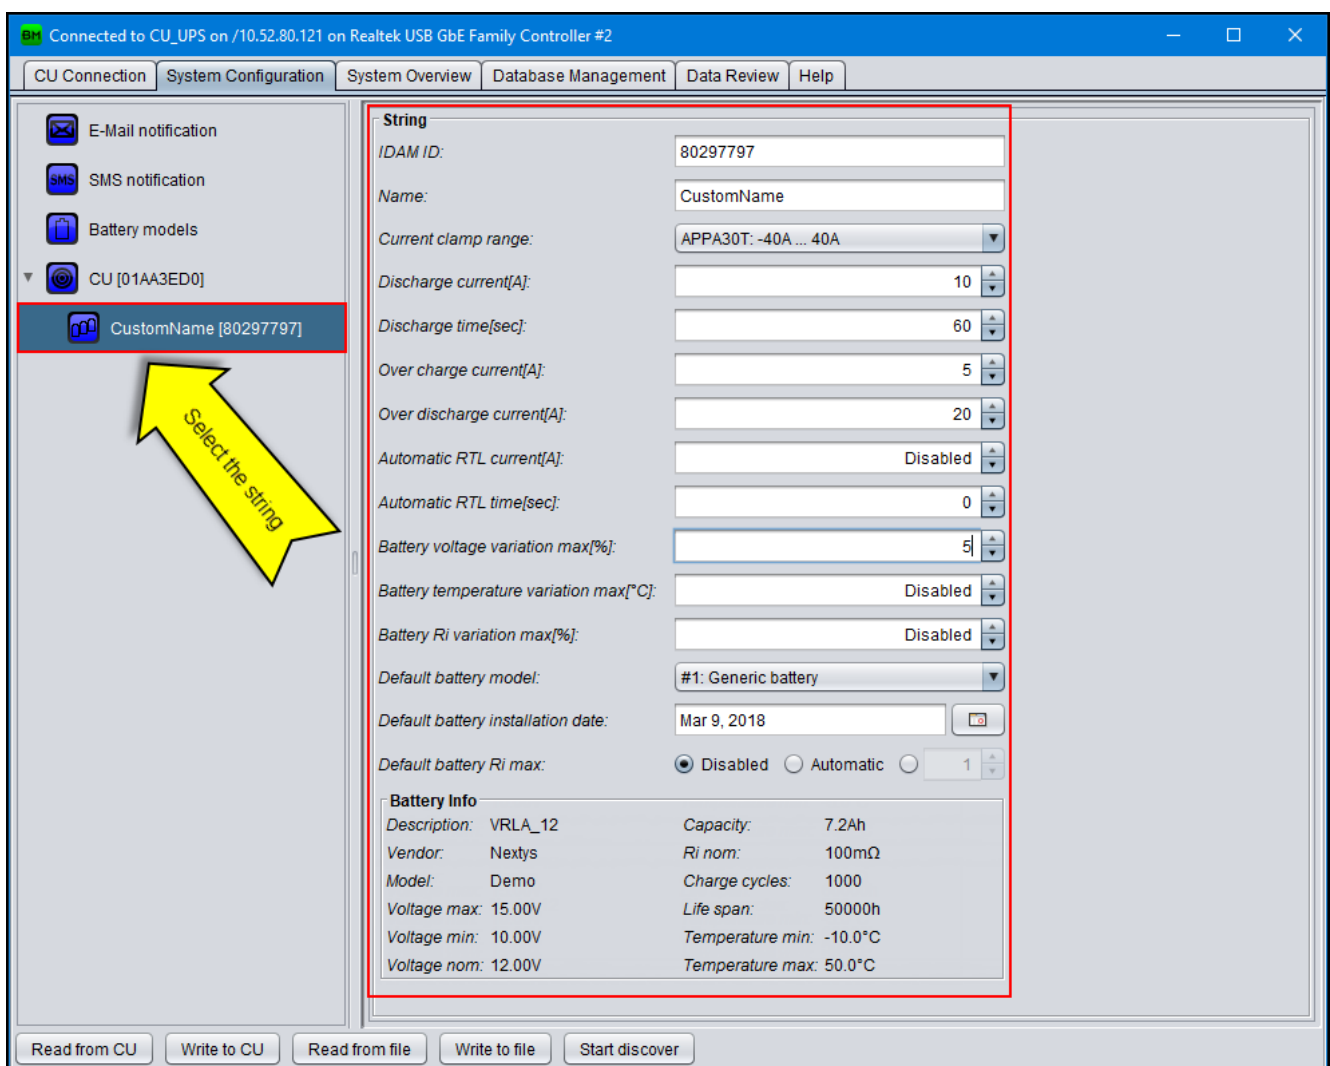 BM Connected to CU_UPS on /10.52.80.121 on Realtek USB GbE Family Controller #2
CU Connection System Configuration System Overview Database Management Data Review Help
E-Mail notification
SMS SMS notification
Battery models
CU [01AA3ED0]
CustomName [80297797]
Select the string
String
IDAM ID: 80297797
Name: CustomName
Current clamp range: APPA30T: -40A ... 40A
Discharge current[A]: 10
Discharge time[sec]: 60
Over charge current[A]: 5
Over discharge current[A]: 20
Automatic RTL current[A]: Disabled
Automatic RTL time[sec]: 0
Battery voltage variation max[%]: 5
Battery temperature variation max[°C]: Disabled
Battery Ri variation max[%]: Disabled
Default battery model: #1: Generic battery
Default battery installation date: Mar 9, 2018
Default battery Ri max: Disabled Automatic 1
Battery Info
Description: VRLA_12 Capacity: 7.2Ah
Vendor: Nextys Ri nom: 100mΩ
Model: Demo Charge cycles: 1000
Voltage max: 15.00V Life span: 50000h
Voltage min: 10.00V Temperature min: -10.0°C
Voltage nom: 12.00V Temperature max: 50.0°C
Read from CU Write to CU Read from file Write to file Start discover